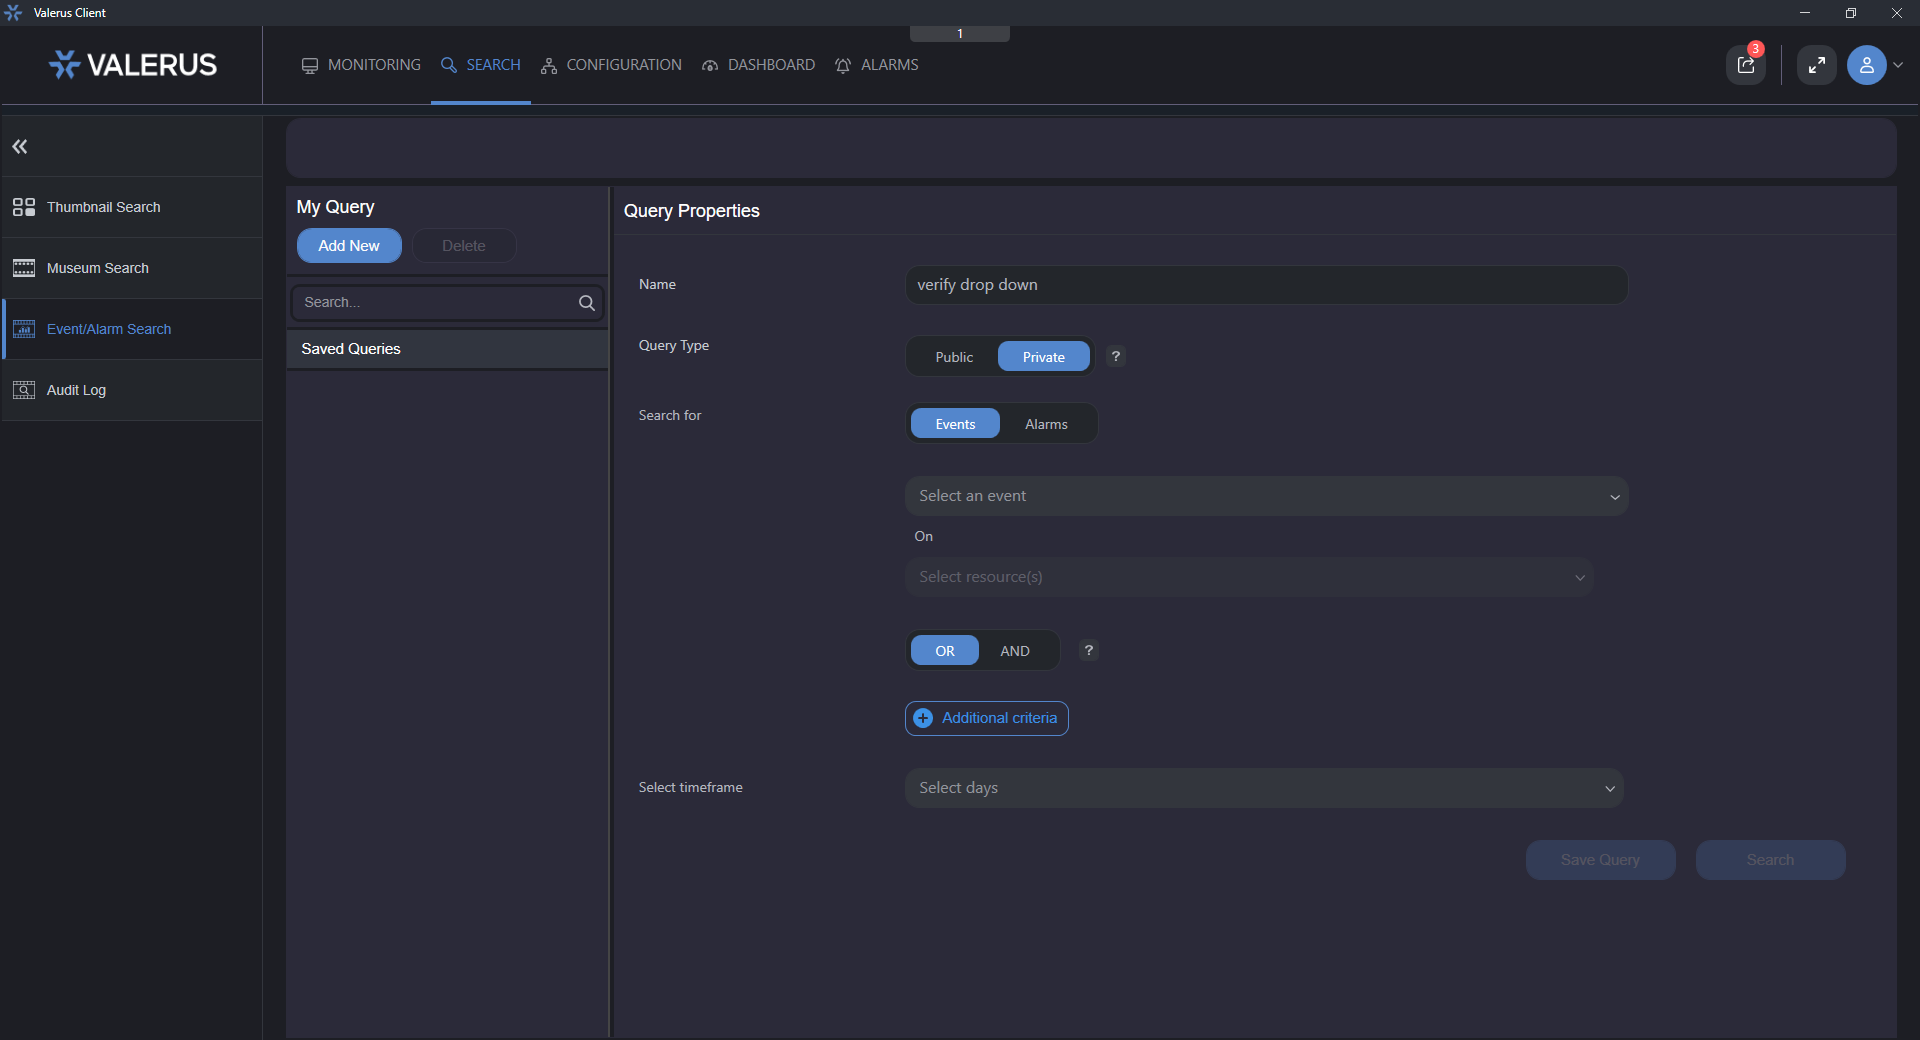 Valerus Client
1
VALERUS
MONITORING SEARCH CONFIGURATION DASHBOARD ALARMS
3
Thumbnail Search
Museum Search
Event/Alarm Search
Audit Log
My Query
Add New Delete
Search...
Saved Queries
Query Properties
Name verify drop down
Query Type Public Private ?
Search for Events Alarms
Select an event
On
Select resource(s)
OR AND ?
Additional criteria
Select timeframe Select days
Save Query Search